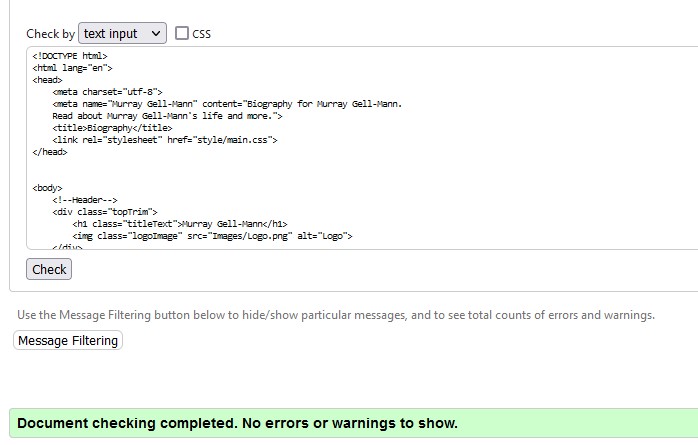 Check by text input CSS
<!DOCTYPE html>
<html lang="en">
<head>
<meta charset="utf-8">
<meta name="Murray Gell-Mann" content="Biography for Murray Gell-Mann.
Read about Murray Gell-Mann's life and more.">
<title>Biography</title>
<link rel="stylesheet" href="style/main.css">
</head>
<body>
<!--Header-->
<div class="topTrim">
<h1 class="titleText">Murray Gell-Mann</h1>
<img class="logoImage" src="Images/Logo.png" alt="Logo">
</div>
Check
Use the Message Filtering button below to hide/show particular messages, and to see total counts of errors and warnings.
Message Filtering
Document checking completed. No errors or warnings to show.